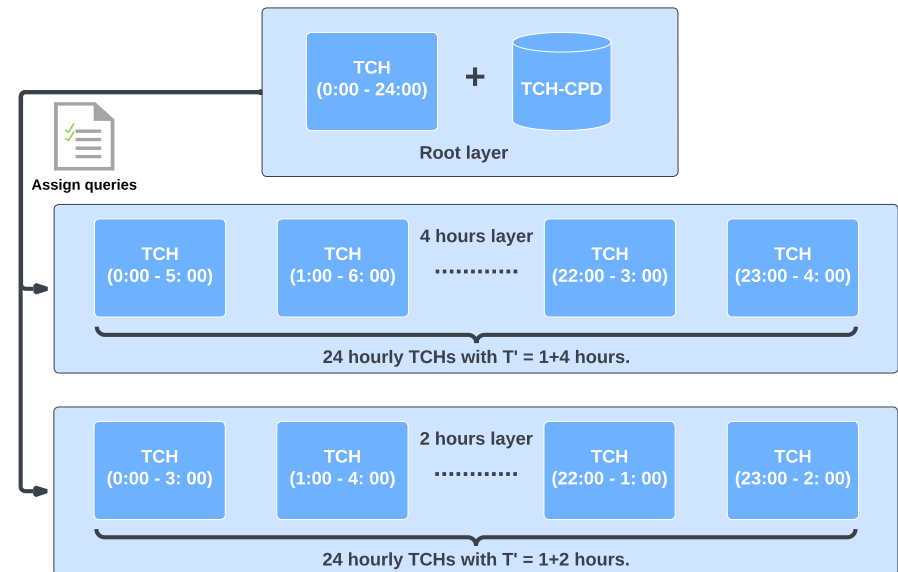 TCH
(0:00 - 24:00)
+
TCH-CPD
Root layer
Assign queries
4 hours layer
TCH
(0:00 - 5: 00)
TCH
(1:00 - 6: 00)
............
TCH
(22:00 - 3: 00)
TCH
(23:00 - 4: 00)
24 hourly TCHs with T' = 1+4 hours.
2 hours layer
TCH
(0:00 - 3: 00)
TCH
(1:00 - 4: 00)
............
TCH
(22:00 - 1: 00)
TCH
(23:00 - 2: 00)
24 hourly TCHs with T' = 1+2 hours.